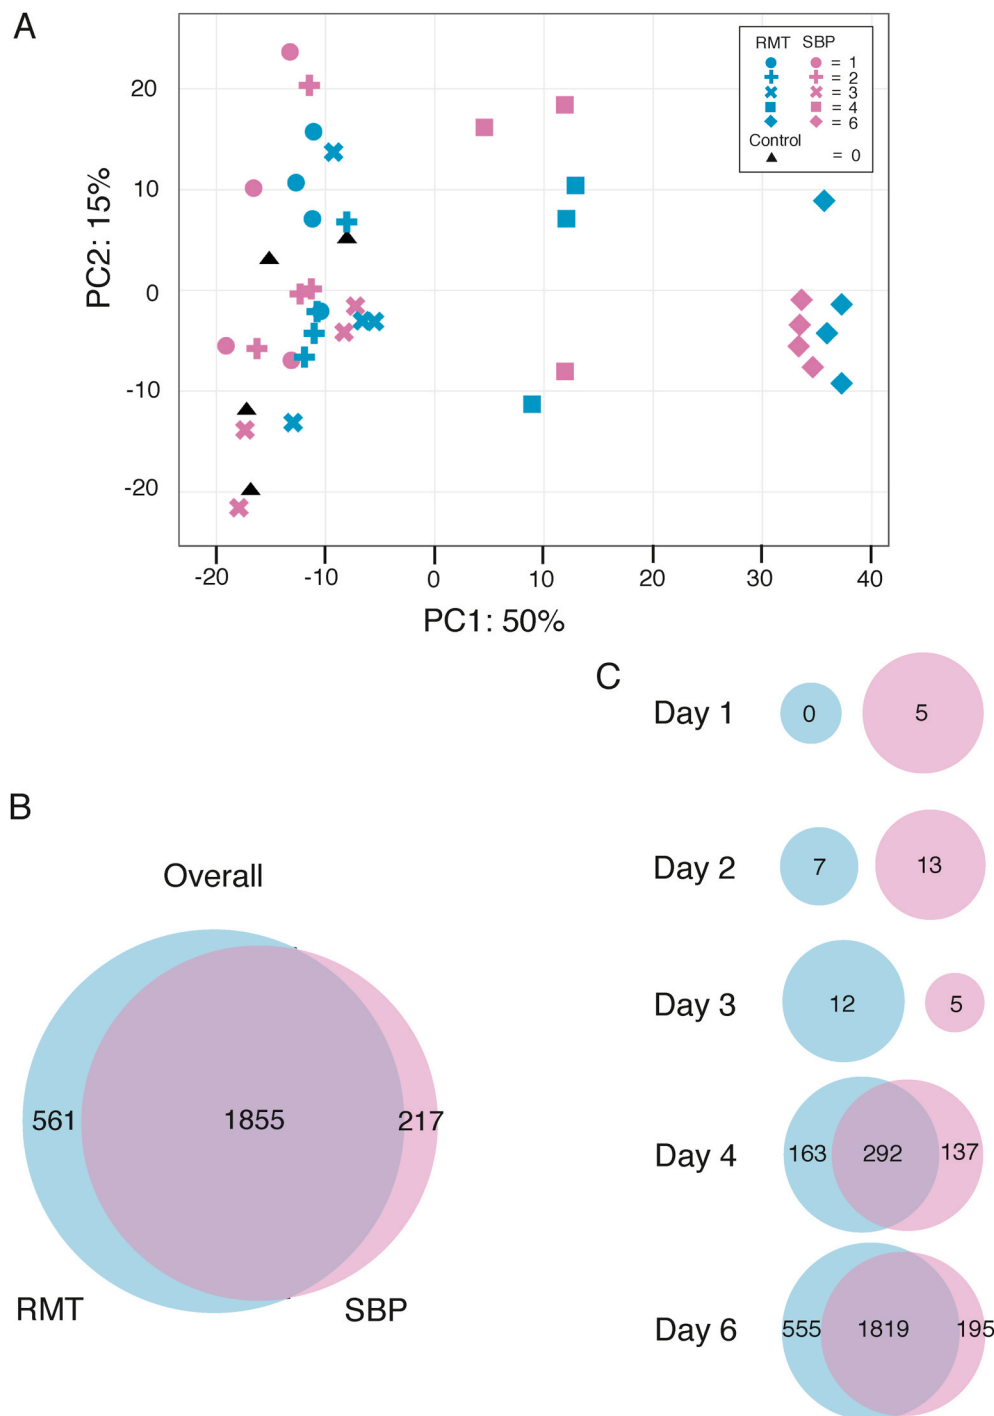 A
PC2: 15%
20
10
0
-10
-20
RMT SBP
= 1
= 2
= 3
= 4
= 6
Control
= 0
-20 -10 0 10 20 30 40
PC1: 50%
B
Overall
561 1855 217
RMT SBP
C
Day 1 0 5
Day 2 7 13
Day 3 12 5
Day 4 163 292 137
Day 6 555 1819 195